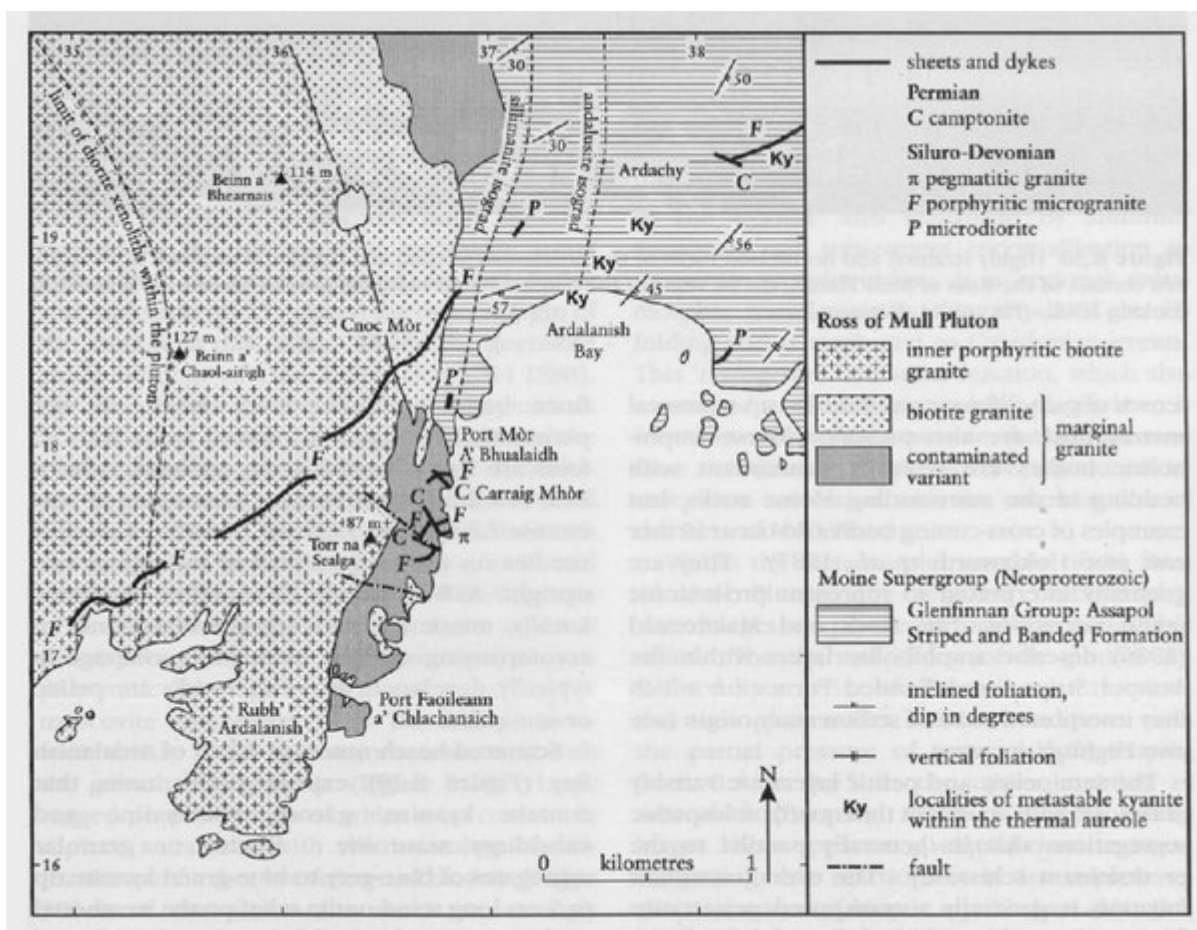 35
36
37
38
30
50
30
limit of diorite xenoliths within the pluton
sillimanite isograd
andalusite isograd
F
Ky
C
Ardachy
Beinn a'
Bhearnais
114 m
P
Ky
56
19
Ky
F
57
Ky
45
Cnoc Mòr
Ardalanish
Bay
P
127 m
Beinn a'
Chaol-airigh
P
18
F
Port Mòr
A' Bhualaidh
F
C
C Carraig Mhòr
F
F
87 m
C
π
Torr na
Sealga
F
F
F
17
Port Faoileann
a' Chlachanaich
Rubh'
Ardalanish
16
N
0 kilometres 1
sheets and dykes
Permian
C camptonite
Siluro-Devonian
π pegmatitic granite
F porphyritic microgranite
P microdiorite
Ross of Mull Pluton
inner porphyritic biotite
granite
biotite granite
marginal
granite
contaminated
variant
Moine Supergroup (Neoproterozoic)
Glenfinnan Group: Assapol
Striped and Banded Formation
inclined foliation,
dip in degrees
vertical foliation
Ky
localities of metastable kyanite
within the thermal aureole
fault